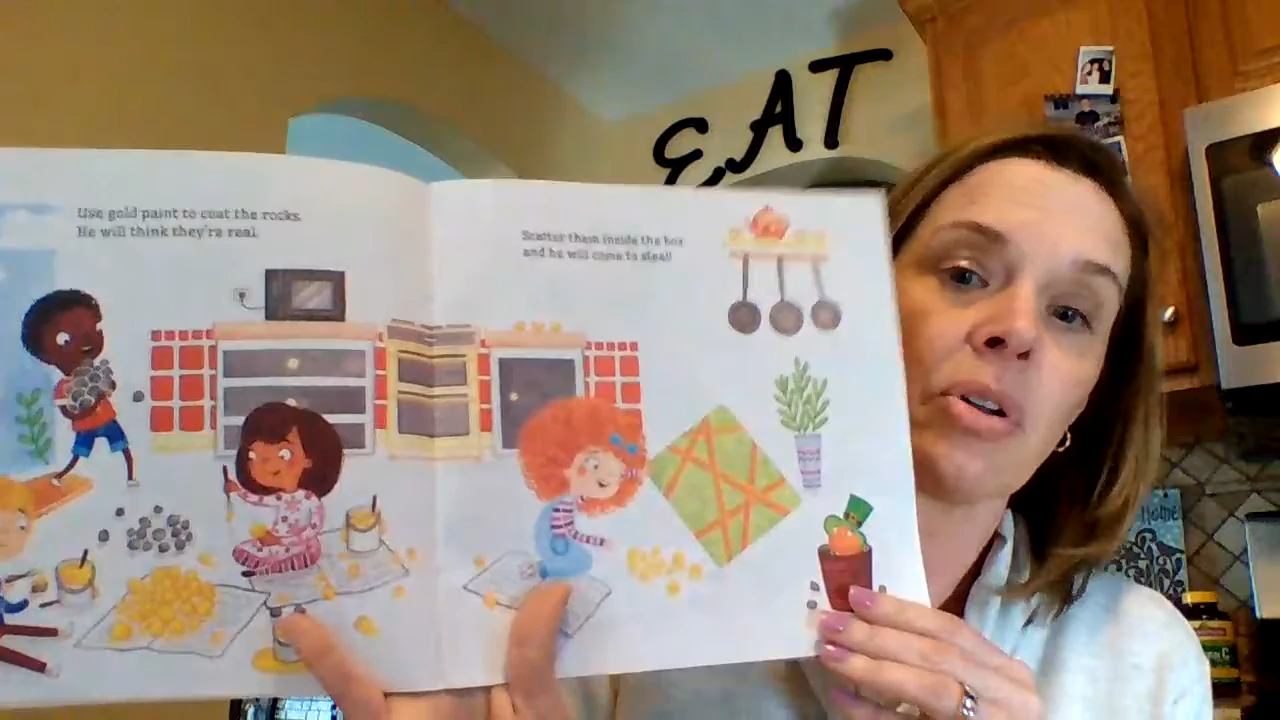 EAT
Use gold paint to coat the rocks.
He will think they're real.
Scatter them inside the box
and he will come to steal!
Home